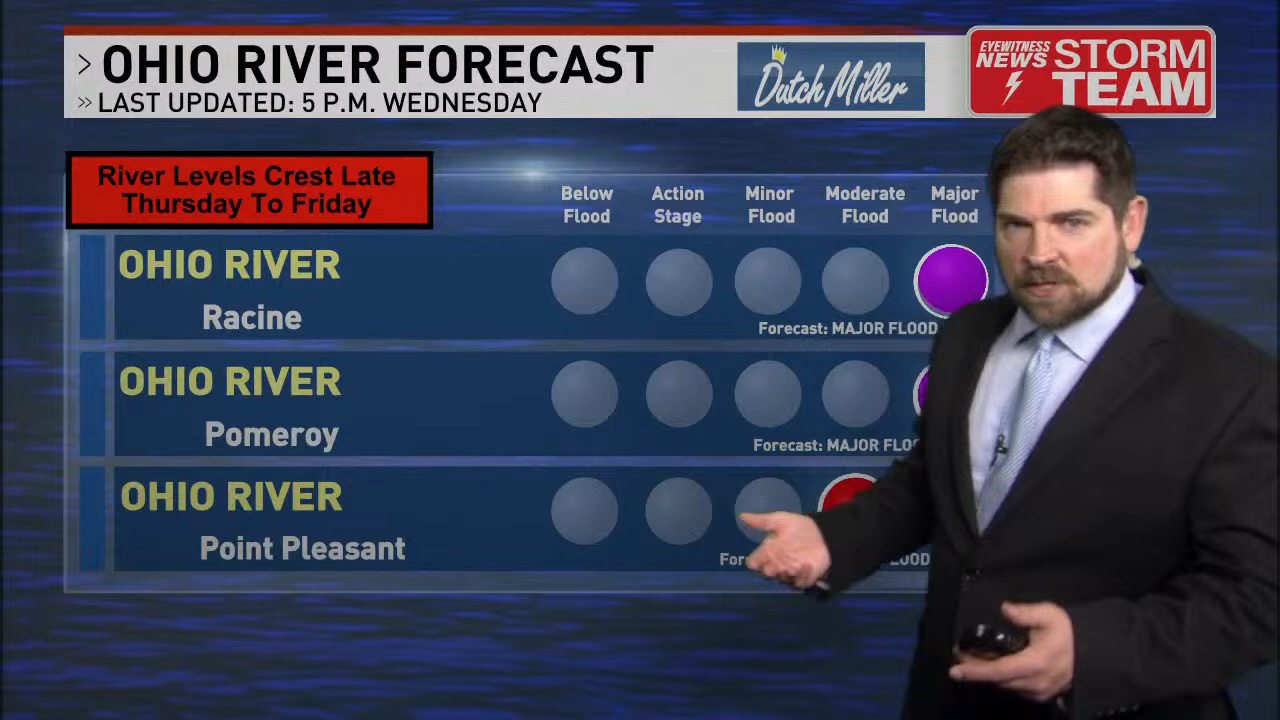 > OHIO RIVER FORECAST
>> LAST UPDATED: 5 P.M. WEDNESDAY
Dutch Miller
EYEWITNESS NEWS STORM TEAM
River Levels Crest Late
Thursday To Friday
Below Flood
Action Stage
Minor Flood
Moderate Flood
Major Flood
OHIO RIVER
Racine
Forecast: MAJOR FLOOD
OHIO RIVER
Pomeroy
Forecast: MAJOR
OHIO RIVER
Point Pleasant